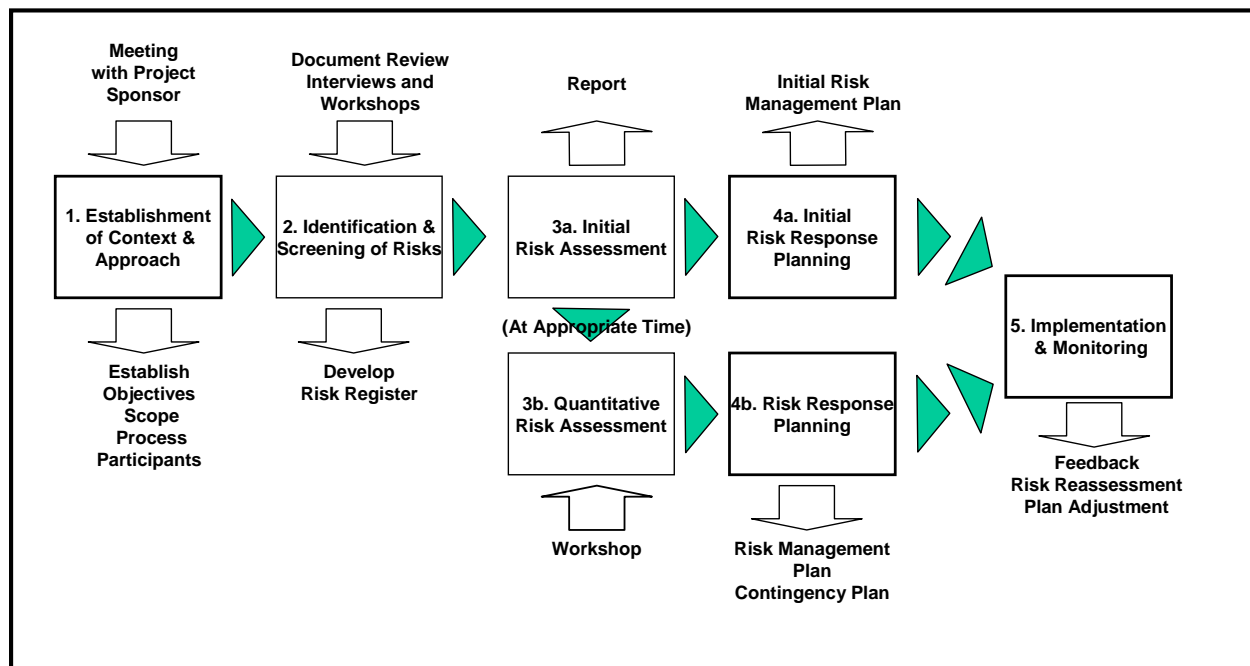 Meeting
with Project
Sponsor
Document Review
Interviews and
Workshops
Report
Initial Risk
Management Plan
1. Establishment
of Context &
Approach
2. Identification &
Screening of Risks
3a. Initial
Risk Assessment
4a. Initial
Risk Response
Planning
(At Appropriate Time)
5. Implementation
& Monitoring
Establish
Objectives
Scope
Process
Participants
Develop
Risk Register
3b. Quantitative
Risk Assessment
4b. Risk Response
Planning
Feedback
Risk Reassessment
Plan Adjustment
Workshop
Risk Management
Plan
Contingency Plan